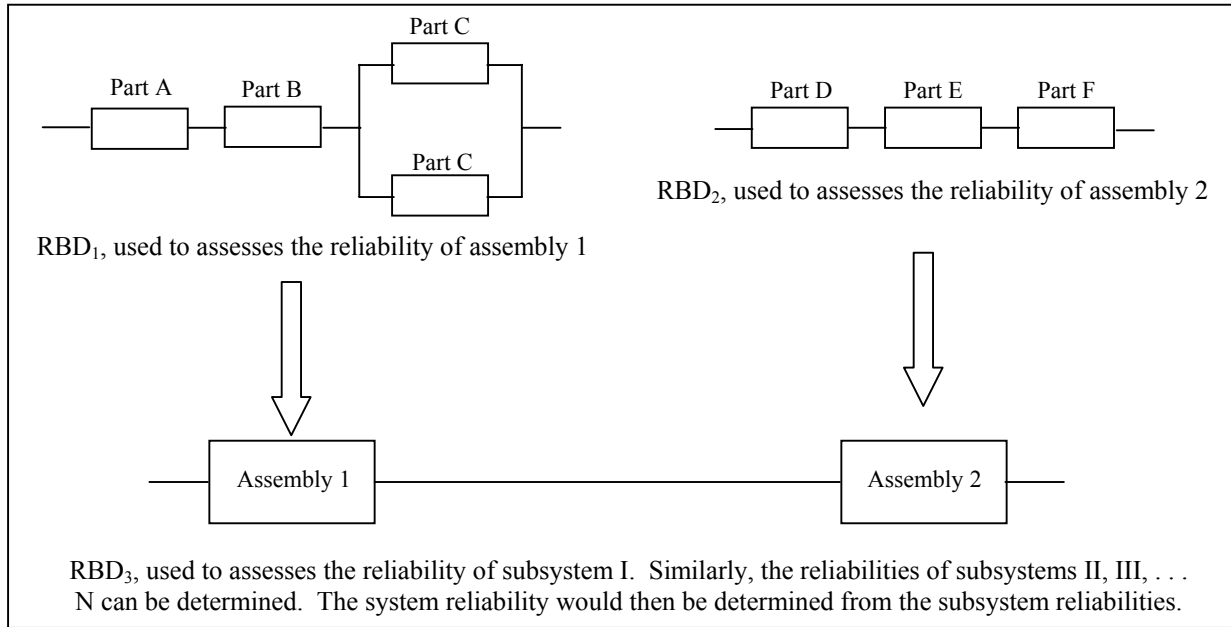 Part C
Part A
Part B
Part C
RBD1, used to assesses the reliability of assembly 1
Part D
Part E
Part F
RBD2, used to assesses the reliability of assembly 2
Assembly 1
Assembly 2
RBD3, used to assesses the reliability of subsystem I. Similarly, the reliabilities of subsystems II, III, . . .
N can be determined. The system reliability would then be determined from the subsystem reliabilities.